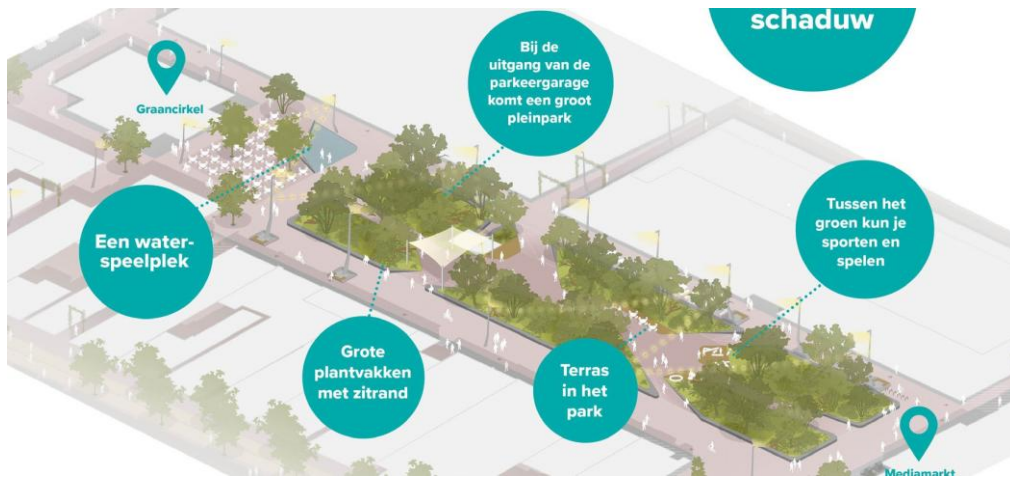 schaduw
Bij de
uitgang van de
parkeergarage
komt een groot
pleinpark
Graancirkel
Tussen het
groen kun je
sporten en
spelen
Een water-
speelplek
Grote
plantvakken
met zitrand
Terras
in het
park
Mediamarkt